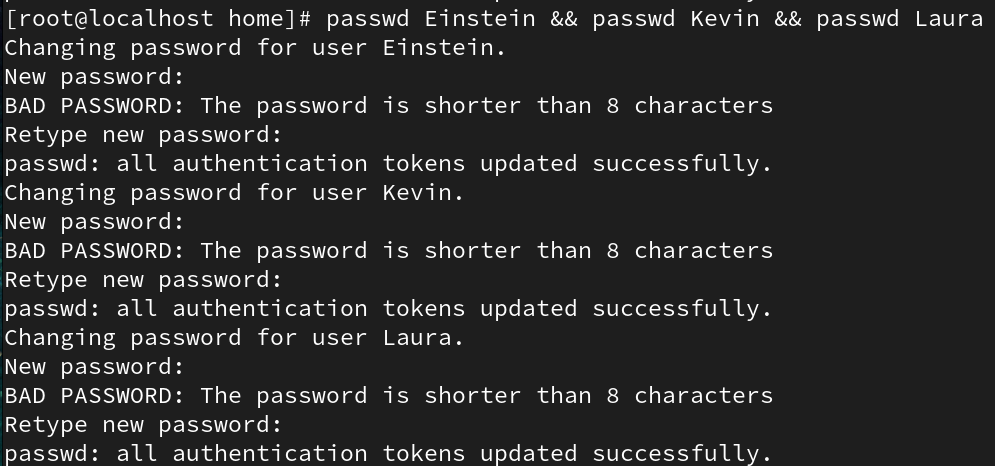 [root@localhost home]# passwd Einstein && passwd Kevin && passwd Laura
Changing password for user Einstein.
New password:
BAD PASSWORD: The password is shorter than 8 characters
Retype new password:
passwd: all authentication tokens updated successfully.
Changing password for user Kevin.
New password:
BAD PASSWORD: The password is shorter than 8 characters
Retype new password:
passwd: all authentication tokens updated successfully.
Changing password for user Laura.
New password:
BAD PASSWORD: The password is shorter than 8 characters
Retype new password:
passwd: all authentication tokens updated successfully.